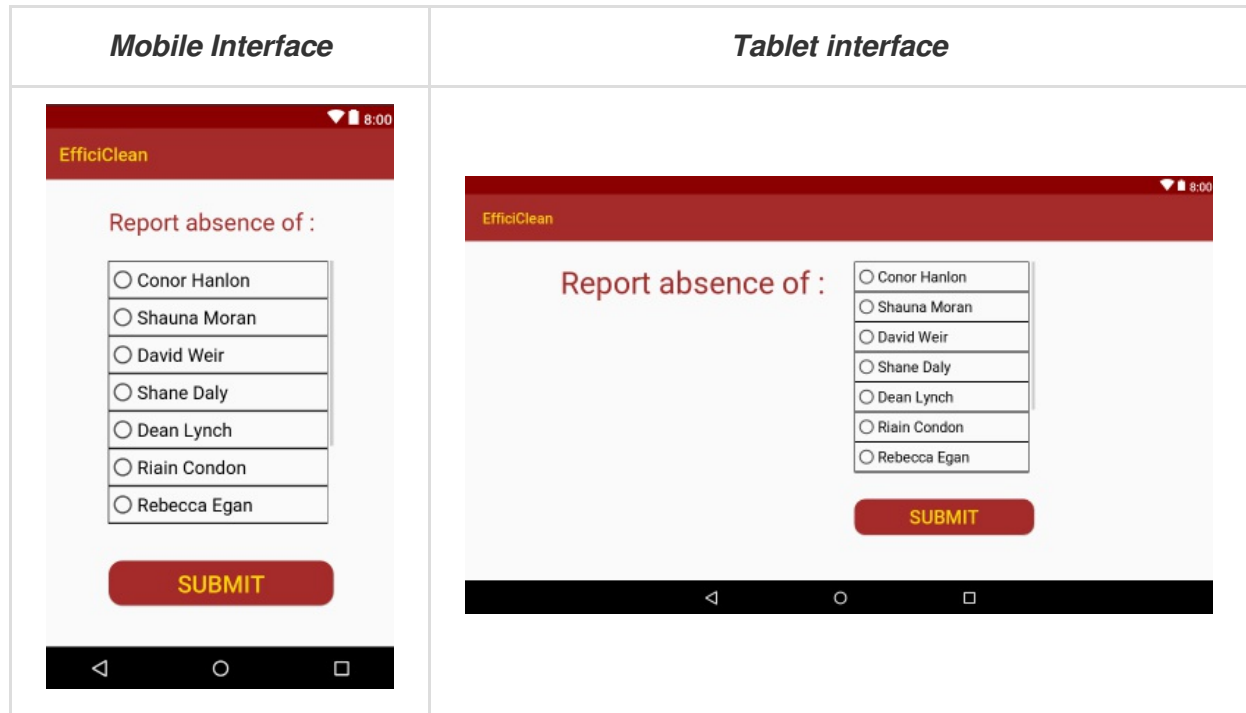 Mobile Interface
Tablet interface
8:00
EfficiClean
Report absence of :
Conor Hanlon
Shauna Moran
David Weir
Shane Daly
Dean Lynch
Riain Condon
Rebecca Egan
SUBMIT
8:00
EfficiClean
Report absence of :
Conor Hanlon
Shauna Moran
David Weir
Shane Daly
Dean Lynch
Riain Condon
Rebecca Egan
SUBMIT